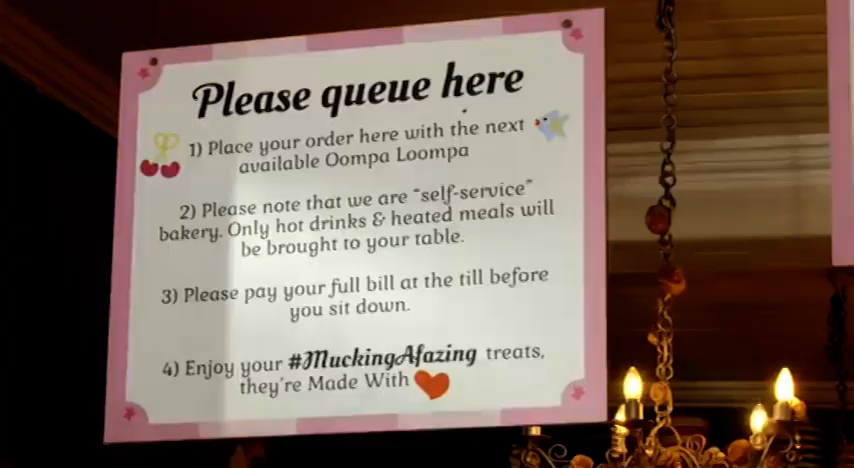 Please queue here
1) Place your order here with the next
available Oompa Loompa
2) Please note that we are "self-service"
bakery. Only hot drinks & heated meals will
be brought to your table.
3) Please pay your full bill at the till before
you sit down.
4) Enjoy your #MuckingAfazing treats,
they're Made With